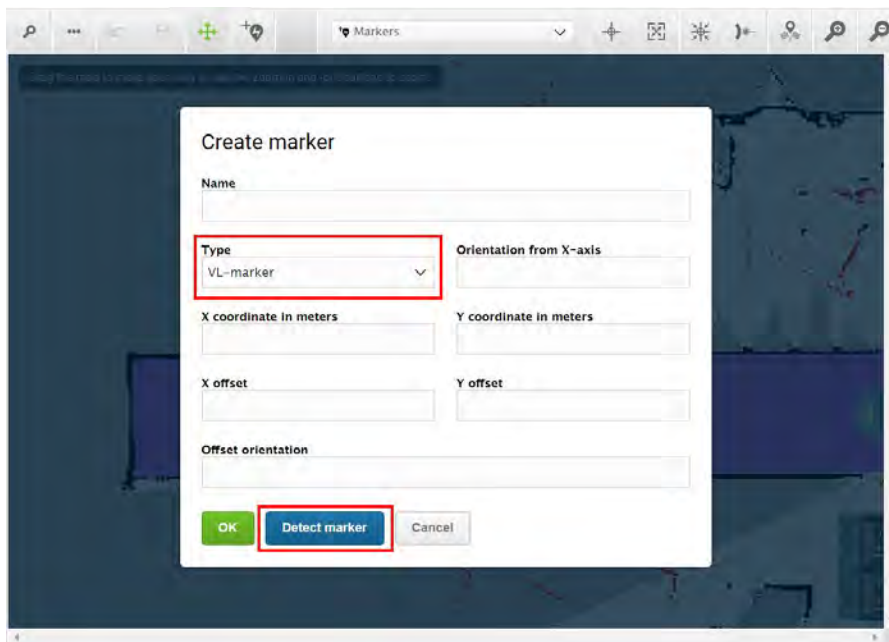 Markers
Create marker
Name
Type
Orientation from X-axis
VL-marker
X coordinate in meters
Y coordinate in meters
X offset
Y offset
Offset orientation
OK
Detect marker
Cancel